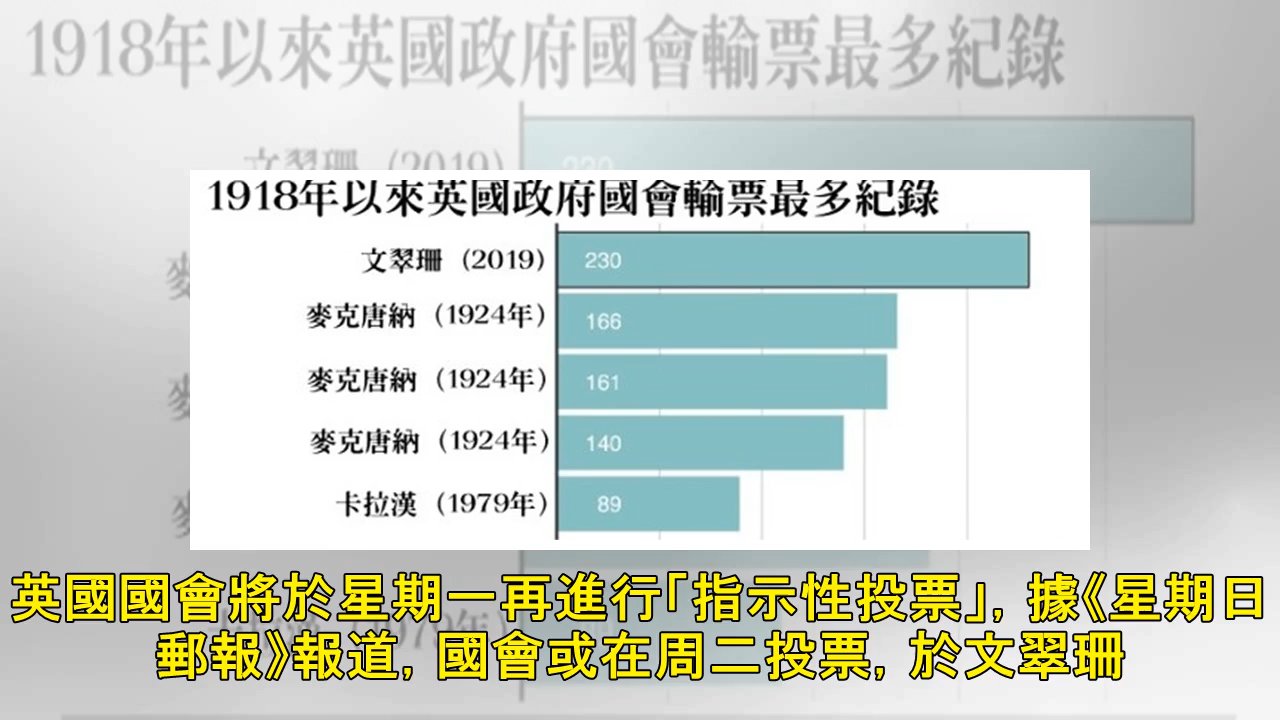 1918年以來英國政府國會輸票最多紀錄
文翠珊 (2019)
1918年以來英國政府國會輸票最多紀錄
文翠珊 (2019) 230
麥克唐納 (1924年) 166
麥克唐納 (1924年) 161
麥克唐納 (1924年) 140
卡拉漢 (1979年) 89
英國國會將於星期一再進行「指示性投票」, 據《星期日
郵報》報道, 國會或在周二投票, 於文翠珊